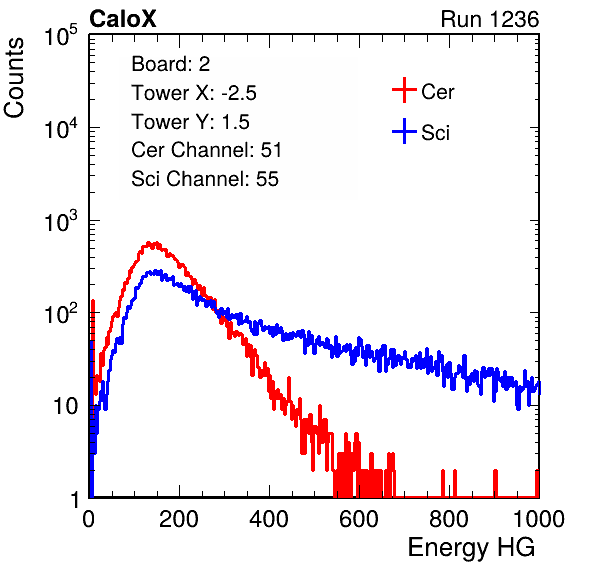 CaloX Run 1236
Counts
10^5
10^4
10^3
10^2
10
1
Board: 2
Tower X: -2.5
Tower Y: 1.5
Cer Channel: 51
Sci Channel: 55
Cer
Sci
0 200 400 600 800 1000
Energy HG